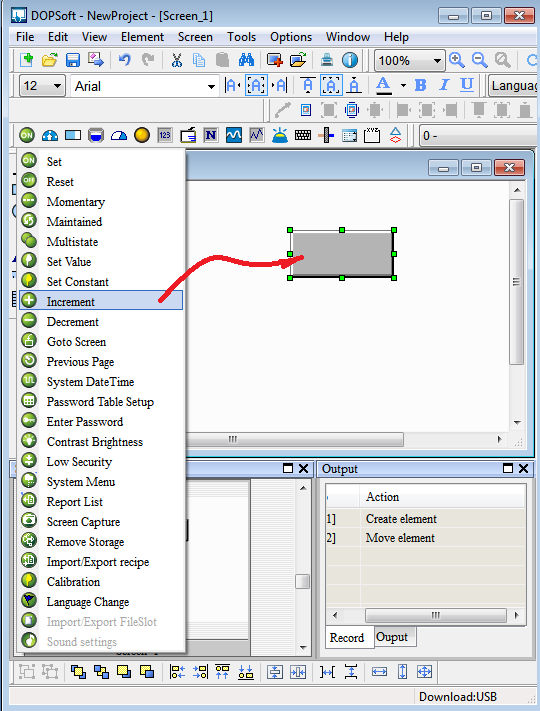 DOPSoft - NewProject - [Screen_1]
File Edit View Element Screen Tools Options Window Help
100%
12 Arial A A A A A A A B I U Languag
ON 123 N XYZ 0 -
Set
Reset
Momentary
Maintained
Multistate
Set Value
Set Constant
Increment
Decrement
Goto Screen
Previous Page
System DateTime
Password Table Setup
Enter Password
Contrast Brightness
Low Security
System Menu
Report List
Screen Capture
Remove Storage
Import/Export recipe
Calibration
Language Change
Import/Export FileSlot
Sound settings
Output
Action
1] Create element
2] Move element
Record Ouput
Download:USB